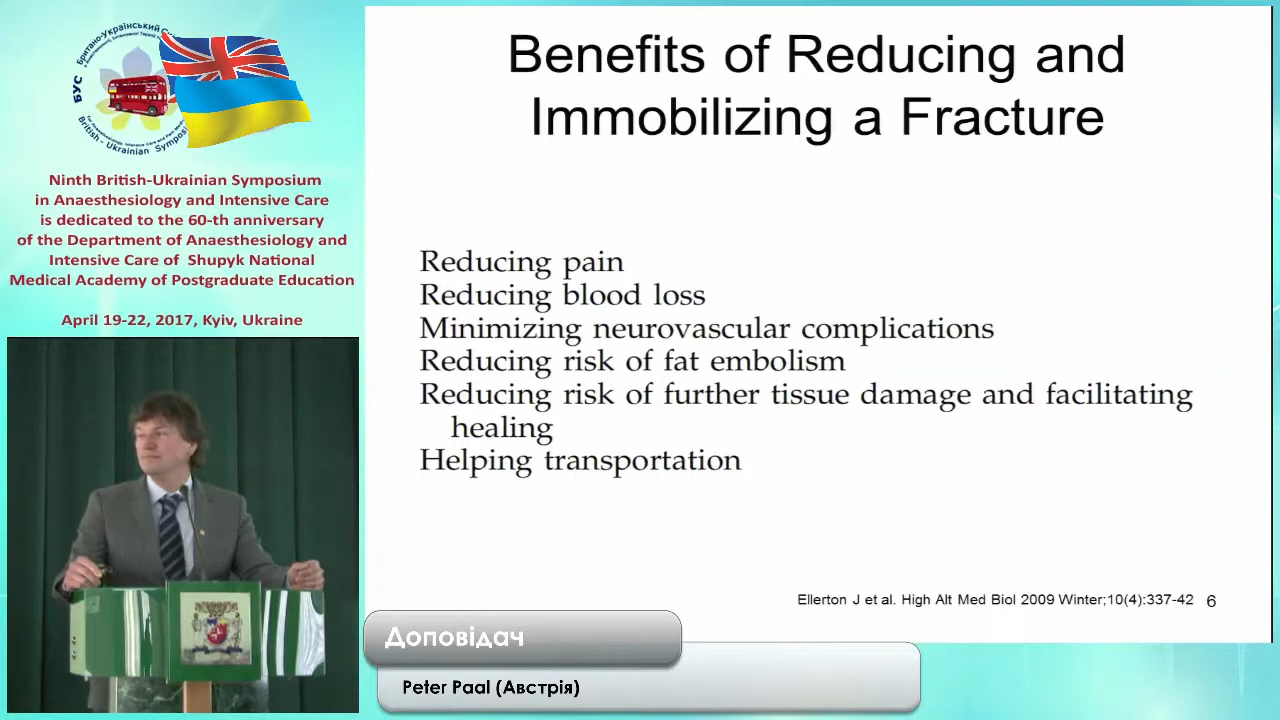 Британо-Український Си
БУС
British - Ukrainian Symposi
Ninth British-Ukrainian Symposium
in Anaesthesiology and Intensive Care
is dedicated to the 60-th anniversary
of the Department of Anaesthesiology and
Intensive Care of Shupyk National
Medical Academy of Postgraduate Education
April 19-22, 2017, Kyiv, Ukraine
Benefits of Reducing and
Immobilizing a Fracture
Reducing pain
Reducing blood loss
Minimizing neurovascular complications
Reducing risk of fat embolism
Reducing risk of further tissue damage and facilitating
healing
Helping transportation
Ellerton J et al. High Alt Med Biol 2009 Winter;10(4):337-42 6
Доповідач
Peter Paal (Австрія)